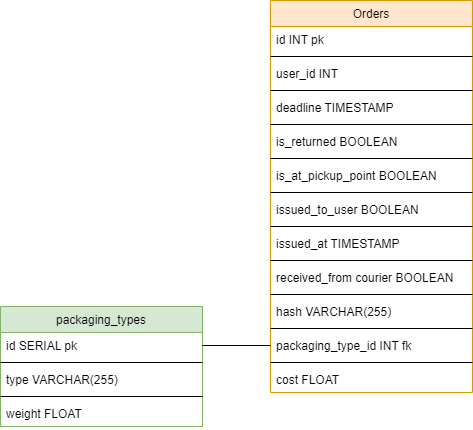 Orders
id INT pk
user_id INT
deadline TIMESTAMP
is_returned BOOLEAN
is_at_pickup_point BOOLEAN
issued_to_user BOOLEAN
issued_at TIMESTAMP
received_from courier BOOLEAN
hash VARCHAR(255)
packaging_type_id INT fk
cost FLOAT
packaging_types
id SERIAL pk
type VARCHAR(255)
weight FLOAT